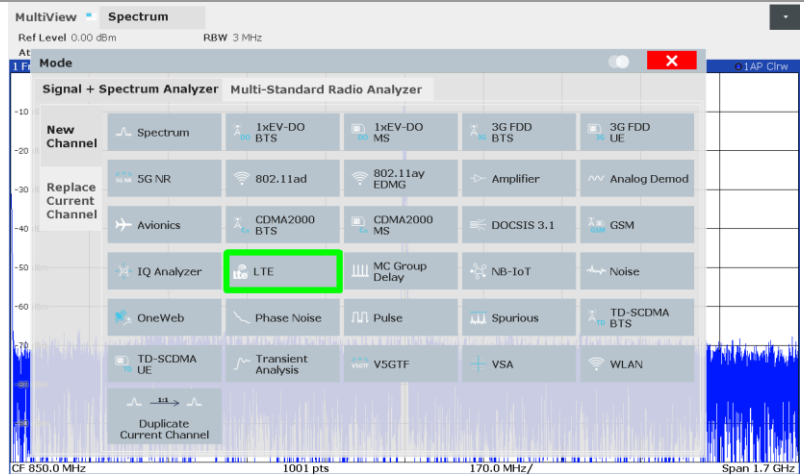 MultiView Spectrum
Ref Level 0.00 dBm RBW 3 MHz
At
1 Fr
Mode
1AP Clrw
Signal + Spectrum Analyzer Multi-Standard Radio Analyzer
New
Channel
Replace
Current
Channel
Spectrum
1xEV-DO
BTS
1xEV-DO
MS
3G FDD
BTS
3G FDD
UE
5G NR
802.11ad
802.11ay
EDMG
Amplifier
Analog Demod
Avionics
CDMA2000
BTS
CDMA2000
MS
DOCSIS 3.1
GSM
IQ Analyzer
LTE
MC Group
Delay
NB-IoT
Noise
OneWeb
Phase Noise
Pulse
Spurious
TD-SCDMA
BTS
TD-SCDMA
UE
Transient
Analysis
V5GTF
VSA
WLAN
1:1
Duplicate
Current Channel
-10
-20
-30
-40
-50
-60
-70
CF 850.0 MHz 1001 pts 170.0 MHz/ Span 1.7 GHz